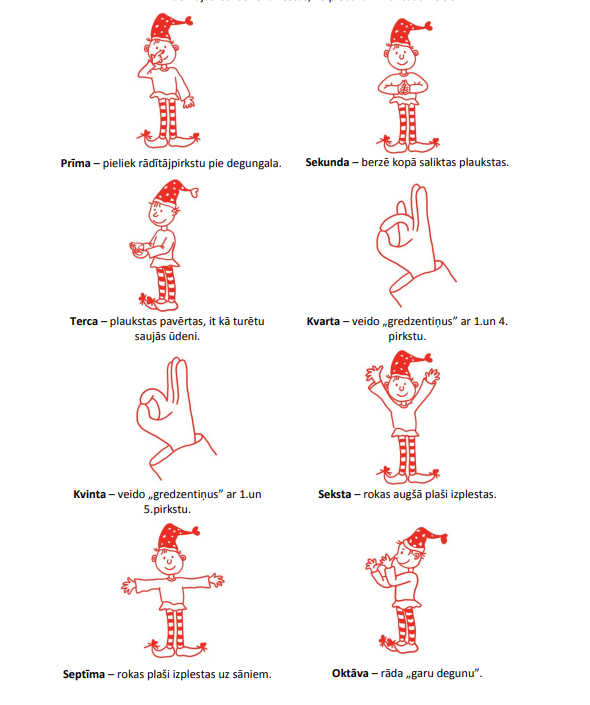 Prīma – pieliek rādītājpirkstu pie degungala.
Sekunda – berzē kopā saliktas plaukstas.
Terca – plaukstas pavērtas, it kā turētu
saujās ūdeni.
Kvarta – veido „gredzentiņus” ar 1.un 4.
pirkstu.
Kvinta – veido „gredzentiņus” ar 1.un
5.pirkstu.
Seksta – rokas augšā plaši izplestas.
Septīma – rokas plaši izplestas uz sāniem.
Oktāva – rāda „garu degunu”.